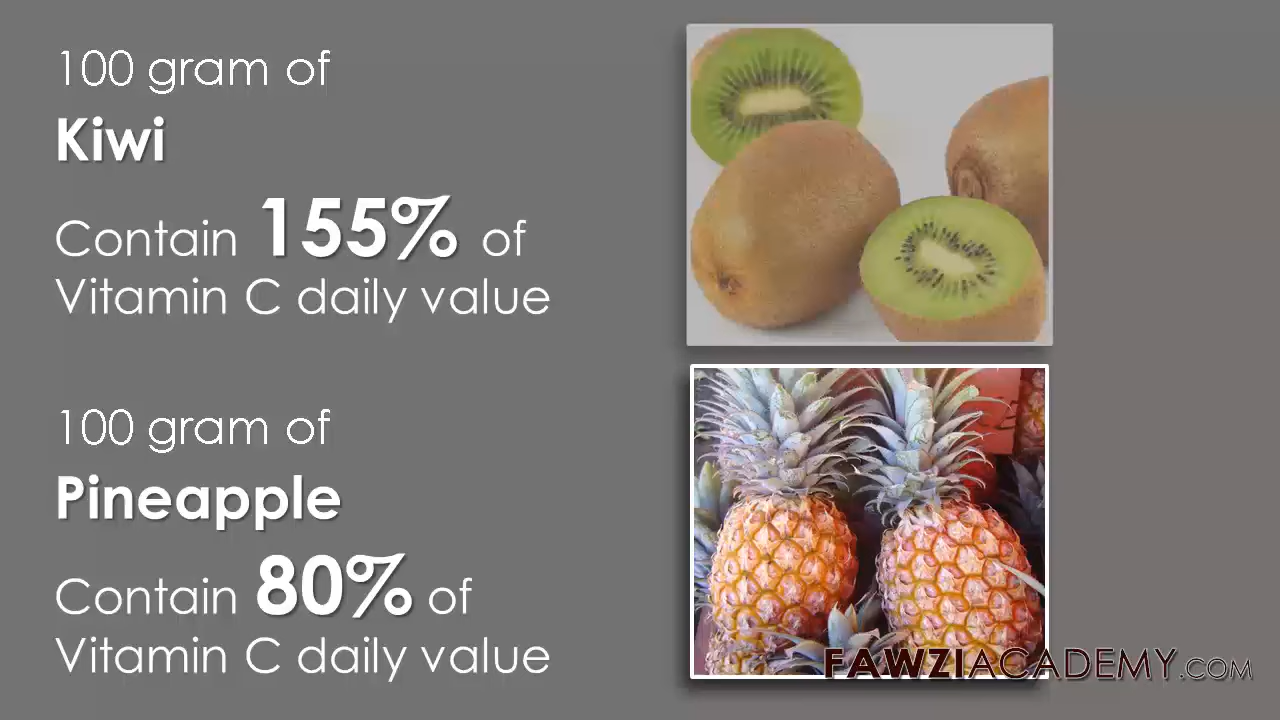 100 gram of
Kiwi
Contain 155% of
Vitamin C daily value
100 gram of
Pineapple
Contain 80% of
Vitamin C daily value
FAWZIACADEMY.COM